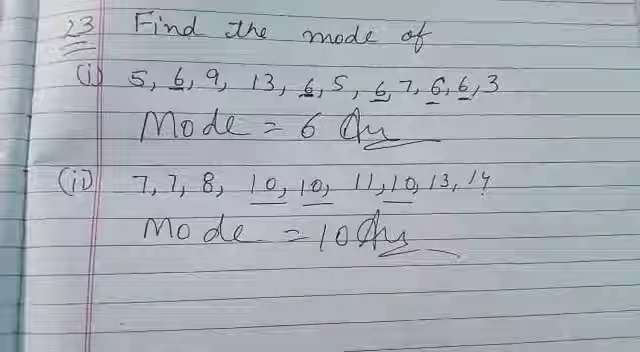 23 Find the mode of
(i) 5, 6, 9, 13, 6, 5, 6, 7, 6, 6, 3
Mode = 6 Ans
(ii) 7, 7, 8, 10, 10, 11, 10, 13, 14
Mode = 10 Ans